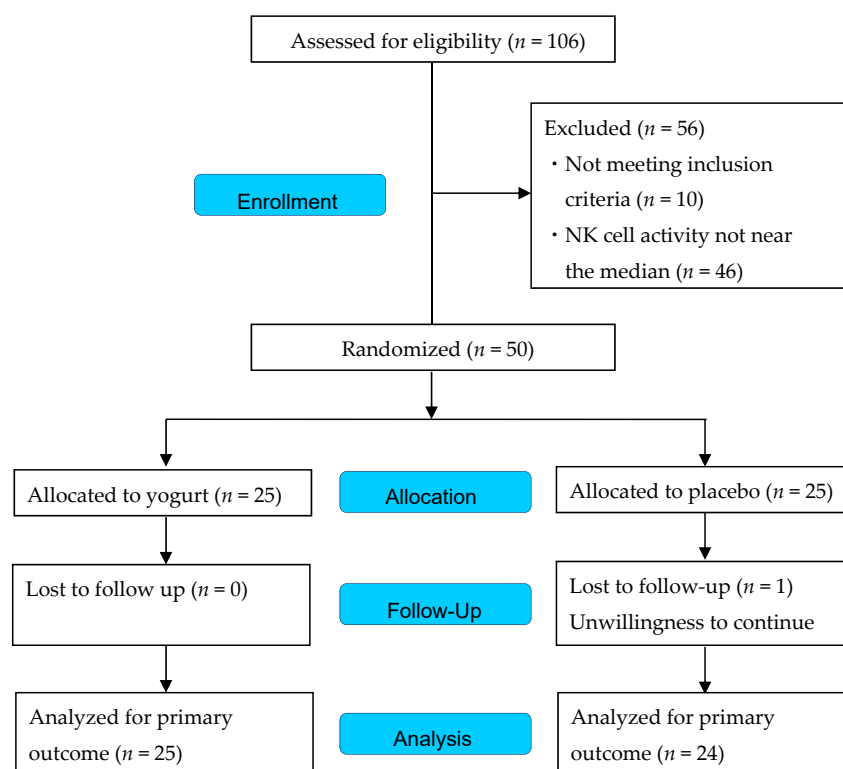 Assessed for eligibility (n = 106)
Excluded (n = 56)
・Not meeting inclusion
criteria (n = 10)
・NK cell activity not near
the median (n = 46)
Enrollment
Randomized (n = 50)
Allocated to yogurt (n = 25)
Allocation
Allocated to placebo (n = 25)
Lost to follow up (n = 0)
Follow-Up
Lost to follow-up (n = 1)
Unwillingness to continue
Analyzed for primary
outcome (n = 25)
Analysis
Analyzed for primary
outcome (n = 24)